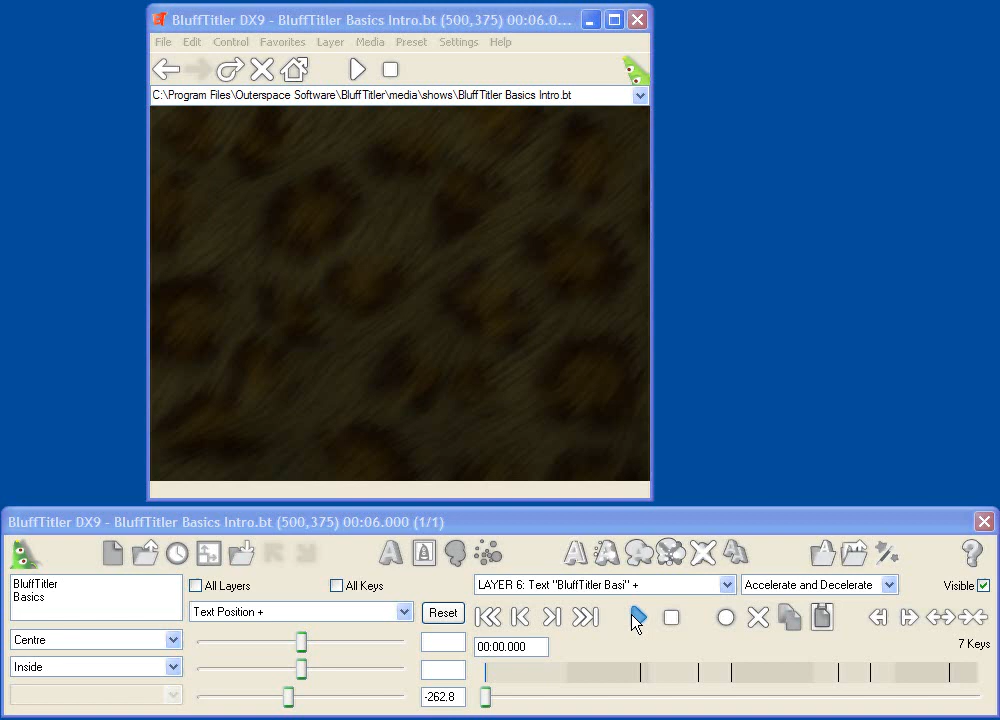 BluffTitler DX9 - BluffTitler Basics Intro.bt (500,375) 00:06.0...
File Edit Control Favorites Layer Media Preset Settings Help
C:\Program Files\Outerspace Software\BluffTitler\media\shows\BluffTitler Basics Intro.bt
BluffTitler DX9 - BluffTitler Basics Intro.bt (500,375) 00:06.000 (1/1)
BluffTitler
Basics
All Layers
All Keys
LAYER 6: Text "BluffTitler Basi" +
Accelerate and Decelerate
Visible
Text Position +
Reset
Centre
00:00.000
7 Keys
Inside
-262.8